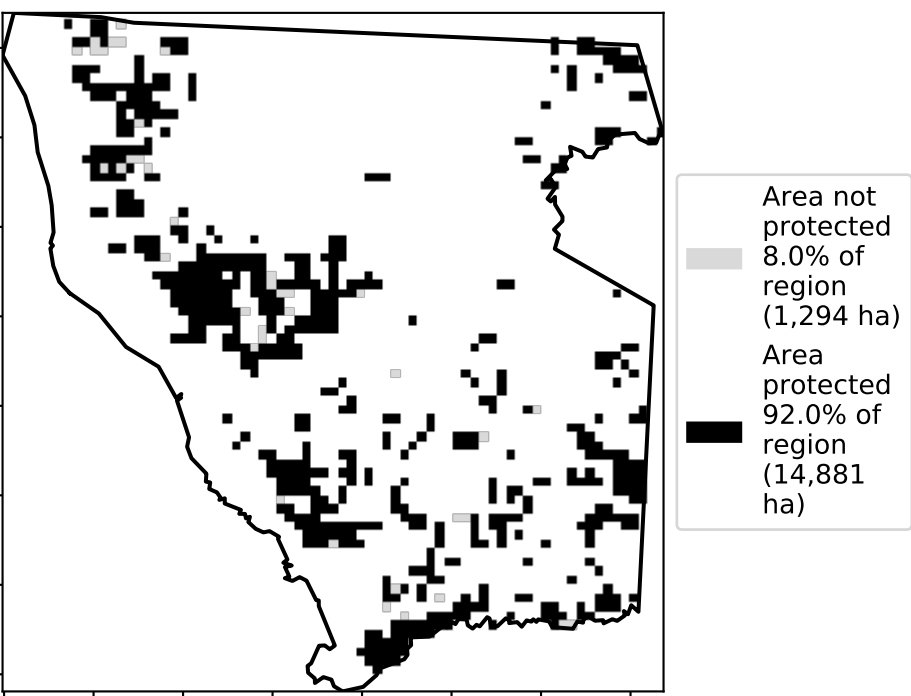 Area not
protected
8.0% of
region
(1,294 ha)
Area
protected
92.0% of
region
(14,881
ha)